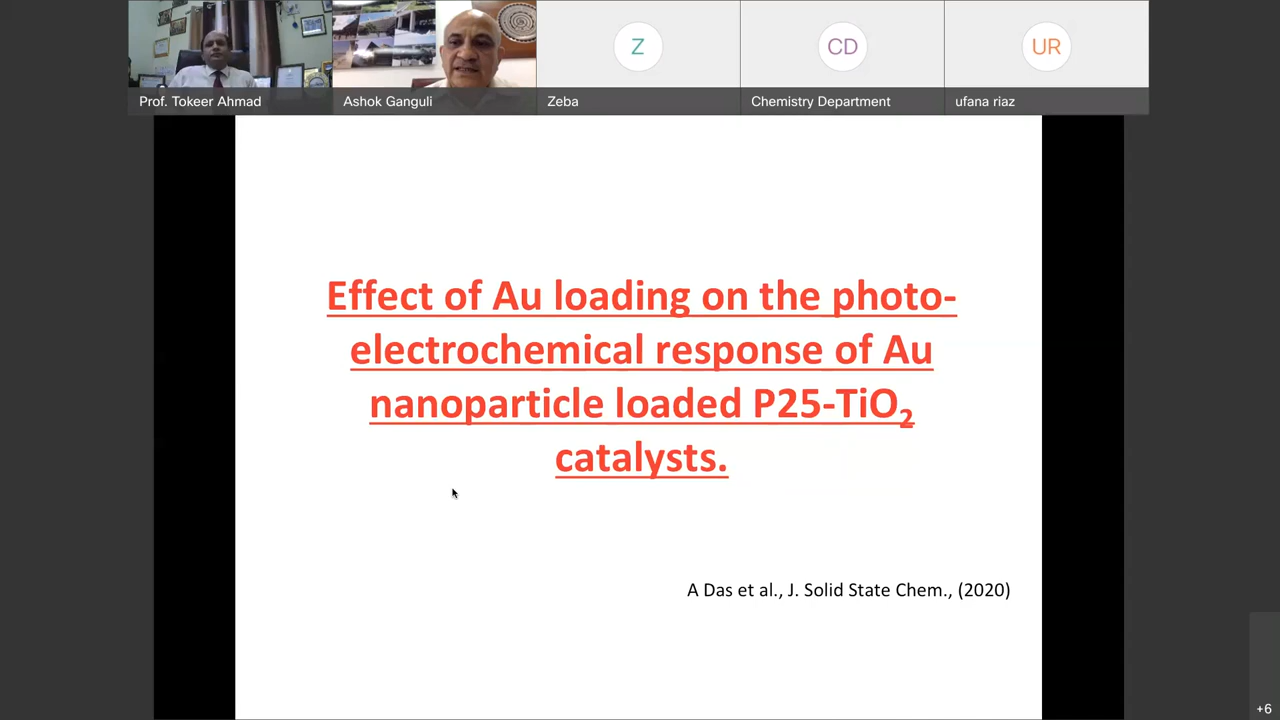 Z
CD
UR
Prof. Tokeer Ahmad
Ashok Ganguli
Zeba
Chemistry Department
ufana riaz
Effect of Au loading on the photo-
electrochemical response of Au
nanoparticle loaded P25-TiO₂
catalysts.
A Das et al., J. Solid State Chem., (2020)
+6